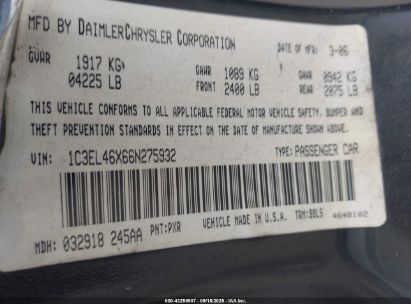 MFD BY DAIMLERCHRYSLER CORPORATION DATE OF MFR 3-06
GVWR GAWR GAWR
1917 KG 1089 KG 0942 KG
04225 LB FRONT 2400 LB REAR 2075 LB
THIS VEHICLE CONFORMS TO ALL APPLICABLE FEDERAL MOTOR VEHICLE SAFETY, BUMPER AND
THEFT PREVENTION STANDARDS IN EFFECT ON THE DATE OF MANUFACTURE SHOWN ABOVE.
VIN: 1C3EL46X66N275932 TYPE: PASSENGER CAR
VEHICLE MADE IN U.S.A. 4648102
MDH: 032918 245AA PNT: PXR TRM: BBL5
000-43258507 - 09/18/2025 - IAA Inc.